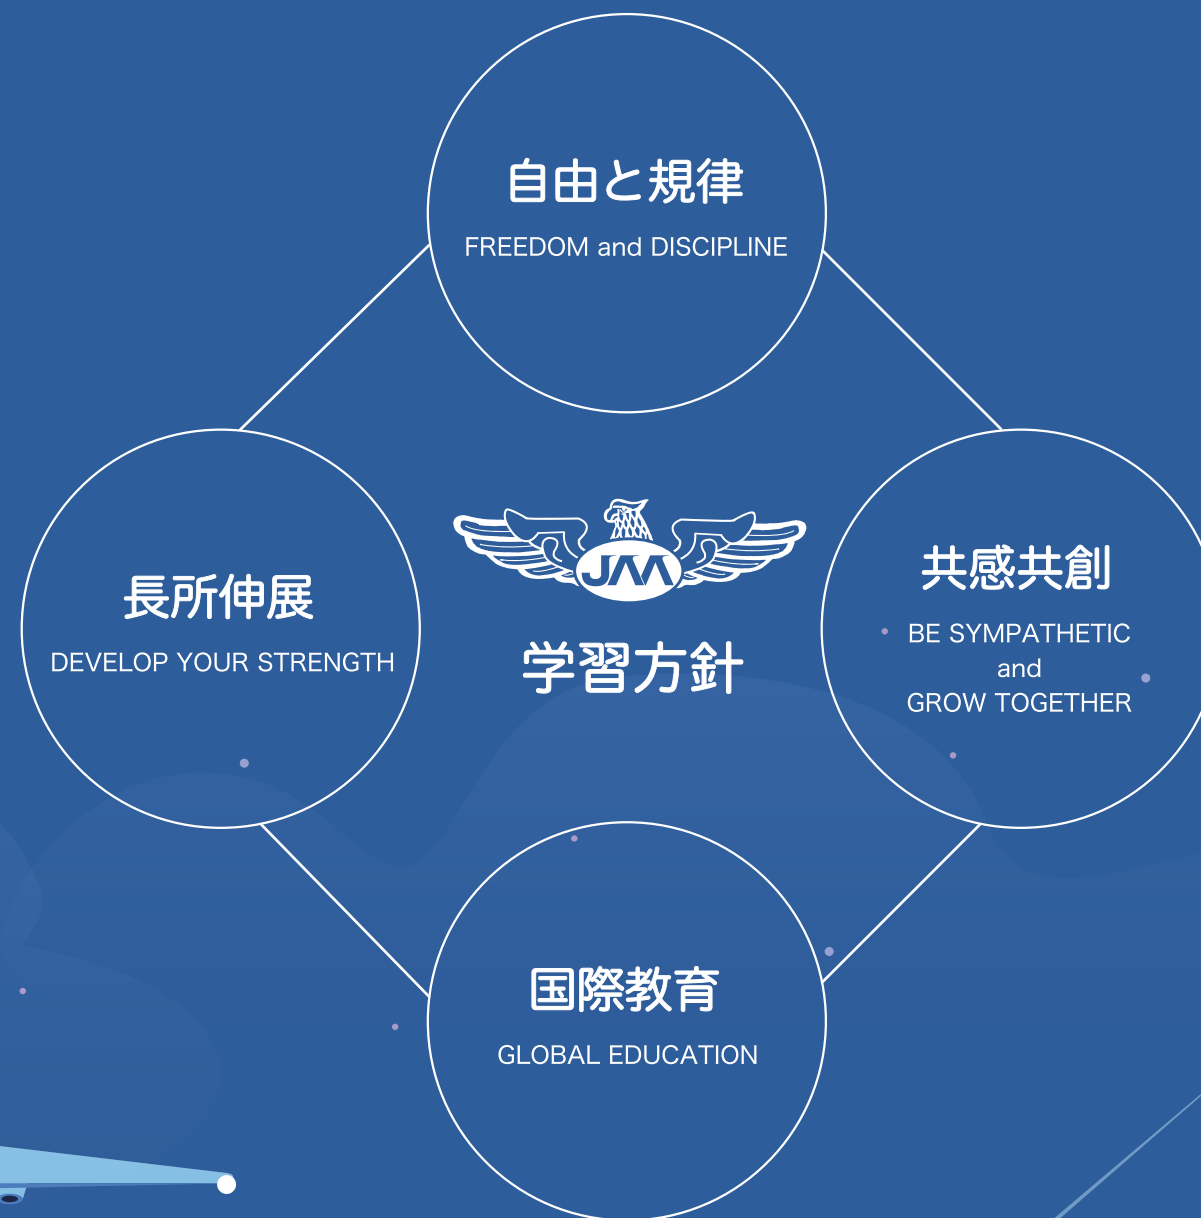 自由と規律
FREEDOM and DISCIPLINE
長所伸展
DEVELOP YOUR STRENGTH
JAA
学習方針
共感共創
BE SYMPATHETIC
and
GROW TOGETHER
国際教育
GLOBAL EDUCATION